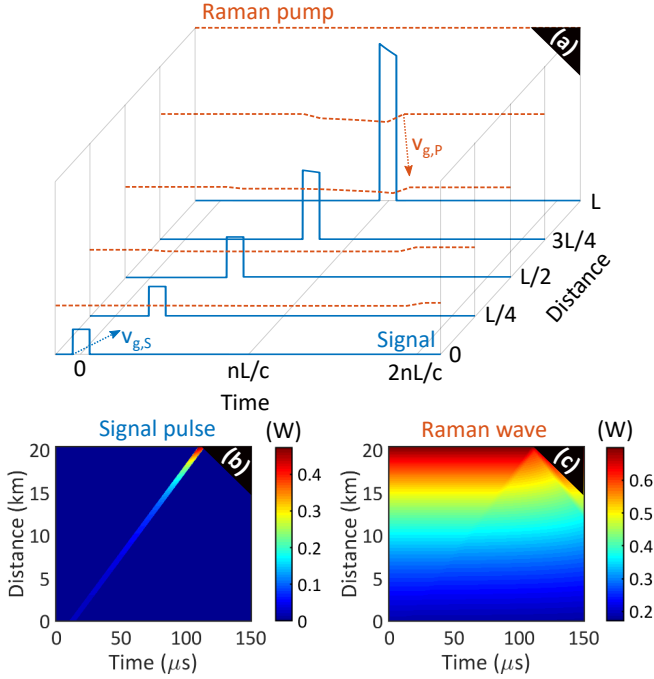 Raman pump
(a)
v_g,P
L
3L/4
L/2
L/4
0
Distance
v_g,S
Signal
0
nL/c
2nL/c
Time
Signal pulse
(W)
(b)
20
15
10
5
0
Distance (km)
0
50
100
150
Time (μs)
0.4
0.3
0.2
0.1
0
Raman wave
(W)
(c)
20
15
10
5
0
Distance (km)
0
50
100
150
Time (μs)
0.6
0.5
0.4
0.3
0.2